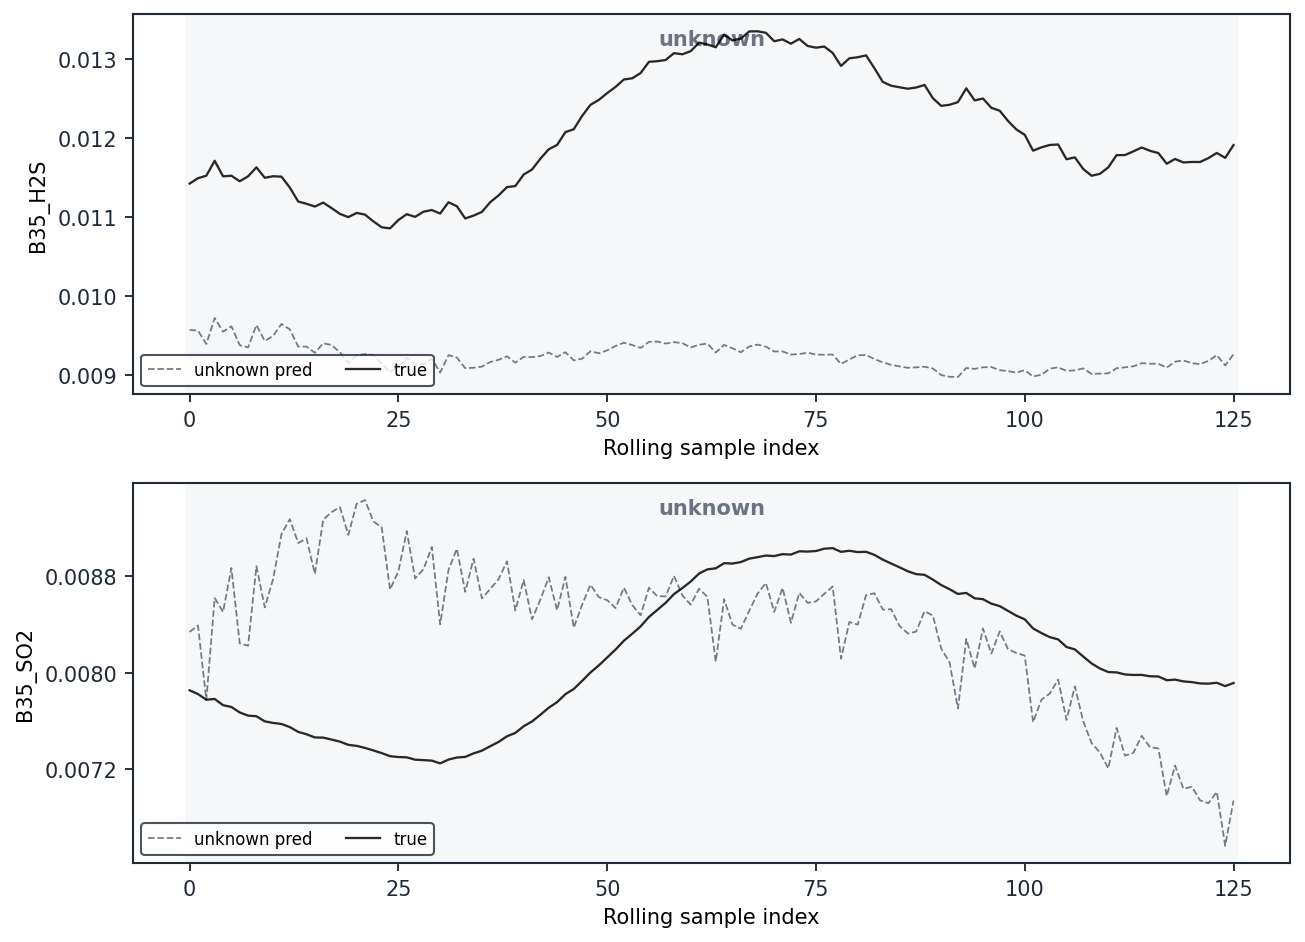 unknown
0.013
0.012
0.011
0.010
0.009
B35_H2S
unknown pred true
0 25 50 75 100 125
Rolling sample index
unknown
0.0088
0.0080
0.0072
B35_SO2
unknown pred true
0 25 50 75 100 125
Rolling sample index